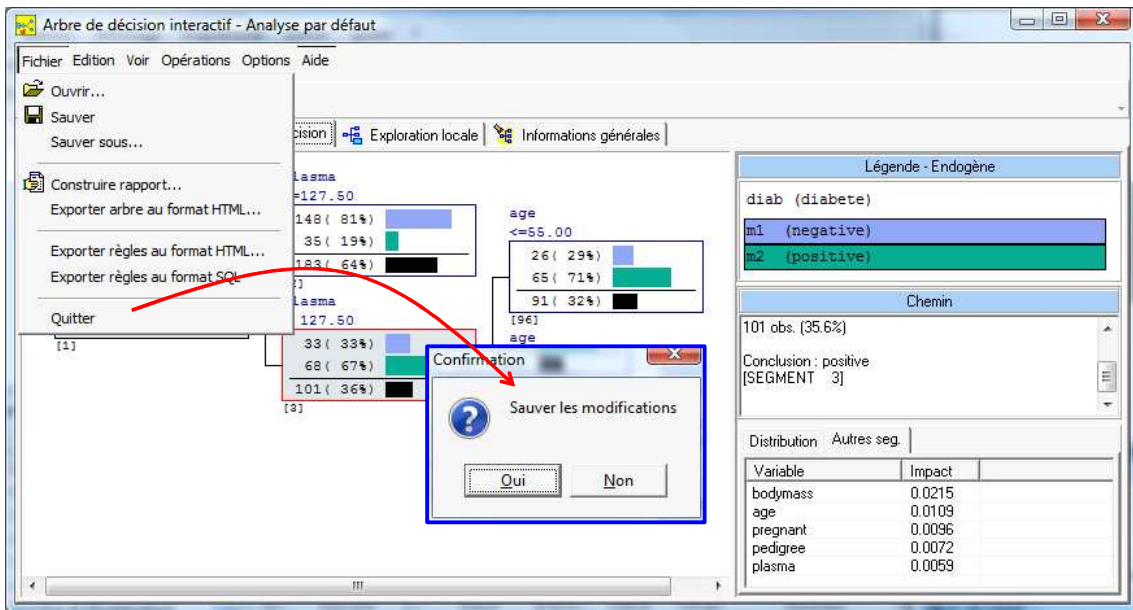 Arbre de décision interactif - Analyse par défaut
Fichier Edition Voir Opérations Options Aide
Ouvrir...
Sauver
Sauver sous...
Construire rapport...
Exporter arbre au format HTML...
Exporter règles au format HTML...
Exporter règles au format SQL
Quitter
cision Exploration locale Informations générales
lasma
=127.50
148 ( 81%)
35 ( 19%)
183 ( 64%)
lasma
127.50
33 ( 33%)
68 ( 67%)
101 ( 36%)
[3]
[1]
age
<=55.00
26 ( 29%)
65 ( 71%)
91 ( 32%)
[96]
age
Confirmation
Sauver les modifications
Oui Non
Légende - Endogène
diab (diabete)
m1 (negative)
m2 (positive)
Chemin
101 obs. (35.6%)
Conclusion : positive
[SEGMENT 3]
Distribution Autres seg.
Variable Impact
bodymass 0.0215
age 0.0109
pregnant 0.0096
pedigree 0.0072
plasma 0.0059